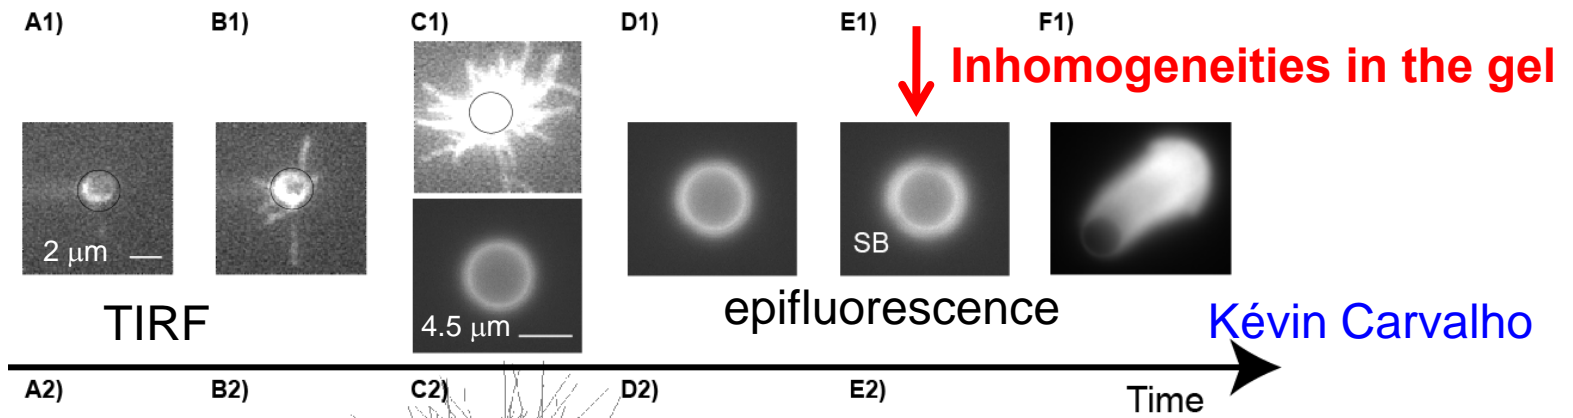 A1) B1) C1) D1) E1) F1)
Inhomogeneities in the gel
2 μm
SB
4.5 μm
TIRF
epifluorescence
Kévin Carvalho
A2) B2) C2) D2) E2)
Time